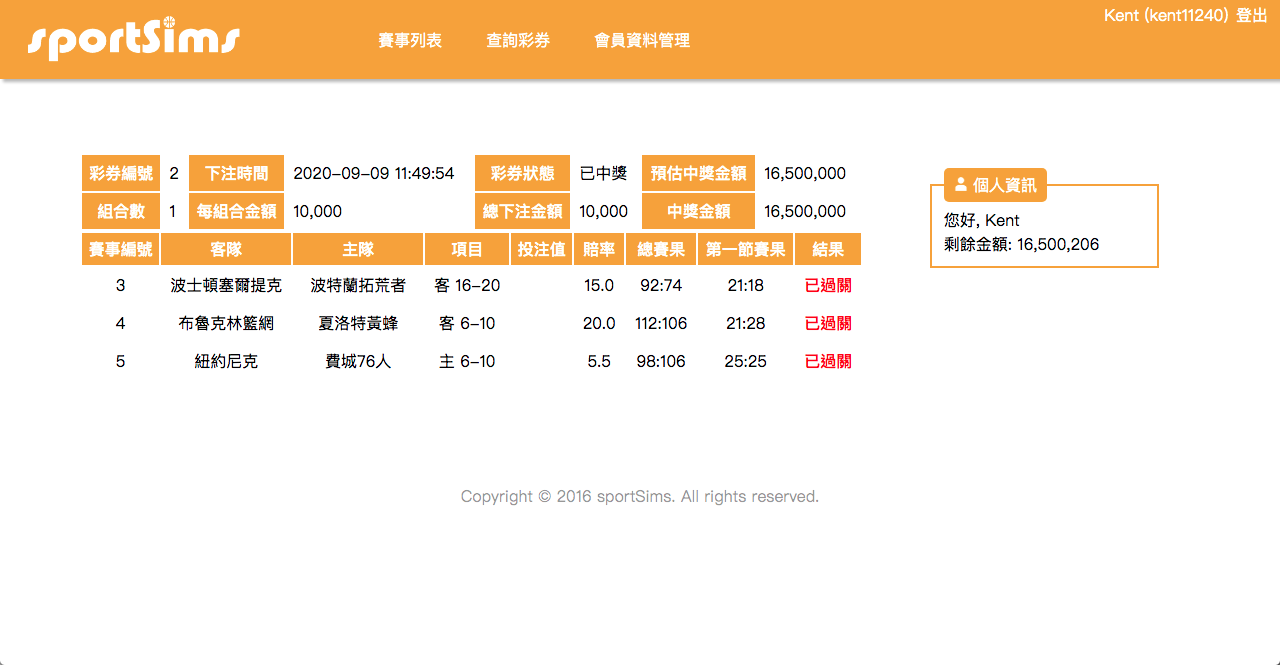 Kent (kent11240) 登出
sportSims 賽事列表 查詢彩券 會員資料管理
彩券編號 2 下注時間 2020-09-09 11:49:54 彩券狀態 已中獎 預估中獎金額 16,500,000
組合數 1 每組合金額 10,000 總下注金額 10,000 中獎金額 16,500,000
賽事編號 客隊 主隊 項目 投注值 賠率 總賽果 第一節賽果 結果
3 波士頓塞爾提克 波特蘭拓荒者 客 16-20 15.0 92:74 21:18 已過關
4 布魯克林籃網 夏洛特黃蜂 客 6-10 20.0 112:106 21:28 已過關
5 紐約尼克 費城76人 主 6-10 5.5 98:106 25:25 已過關
個人資訊
您好, Kent
剩餘金額: 16,500,206
Copyright © 2016 sportSims. All rights reserved.